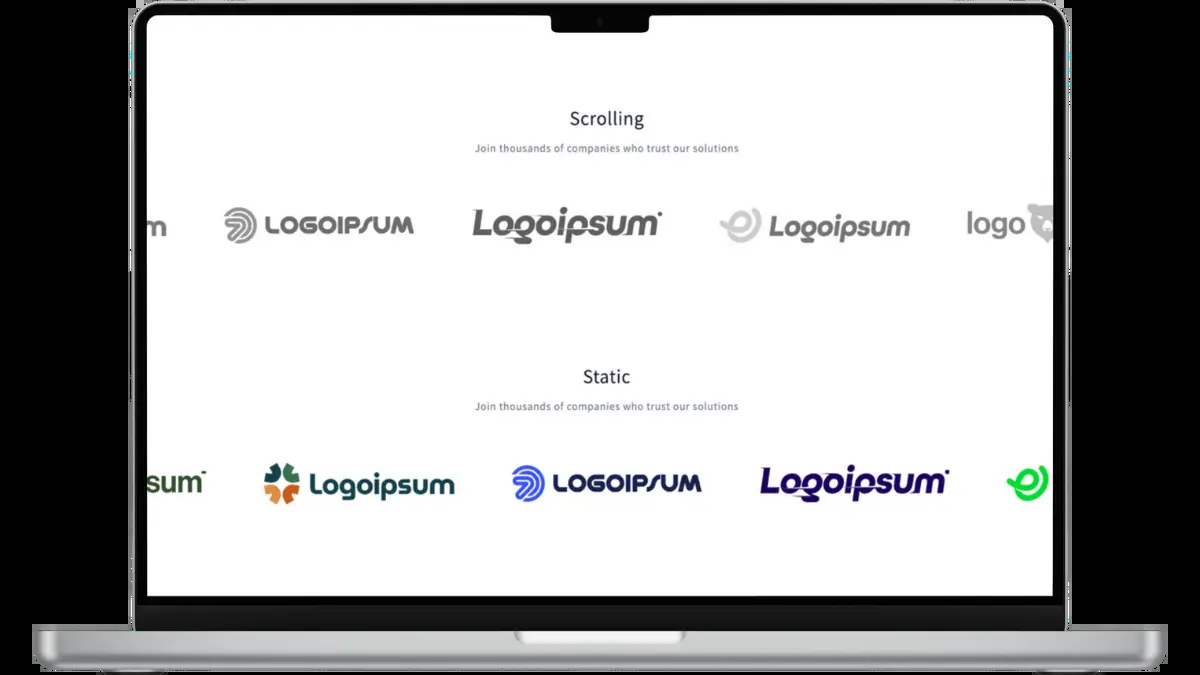 Scrolling
Join thousands of companies who trust our solutions
m LOGOIPSUM Logoipsum Logoipsum logo
Static
Join thousands of companies who trust our solutions
sum Logoipsum LOGOIPSUM Logoipsum